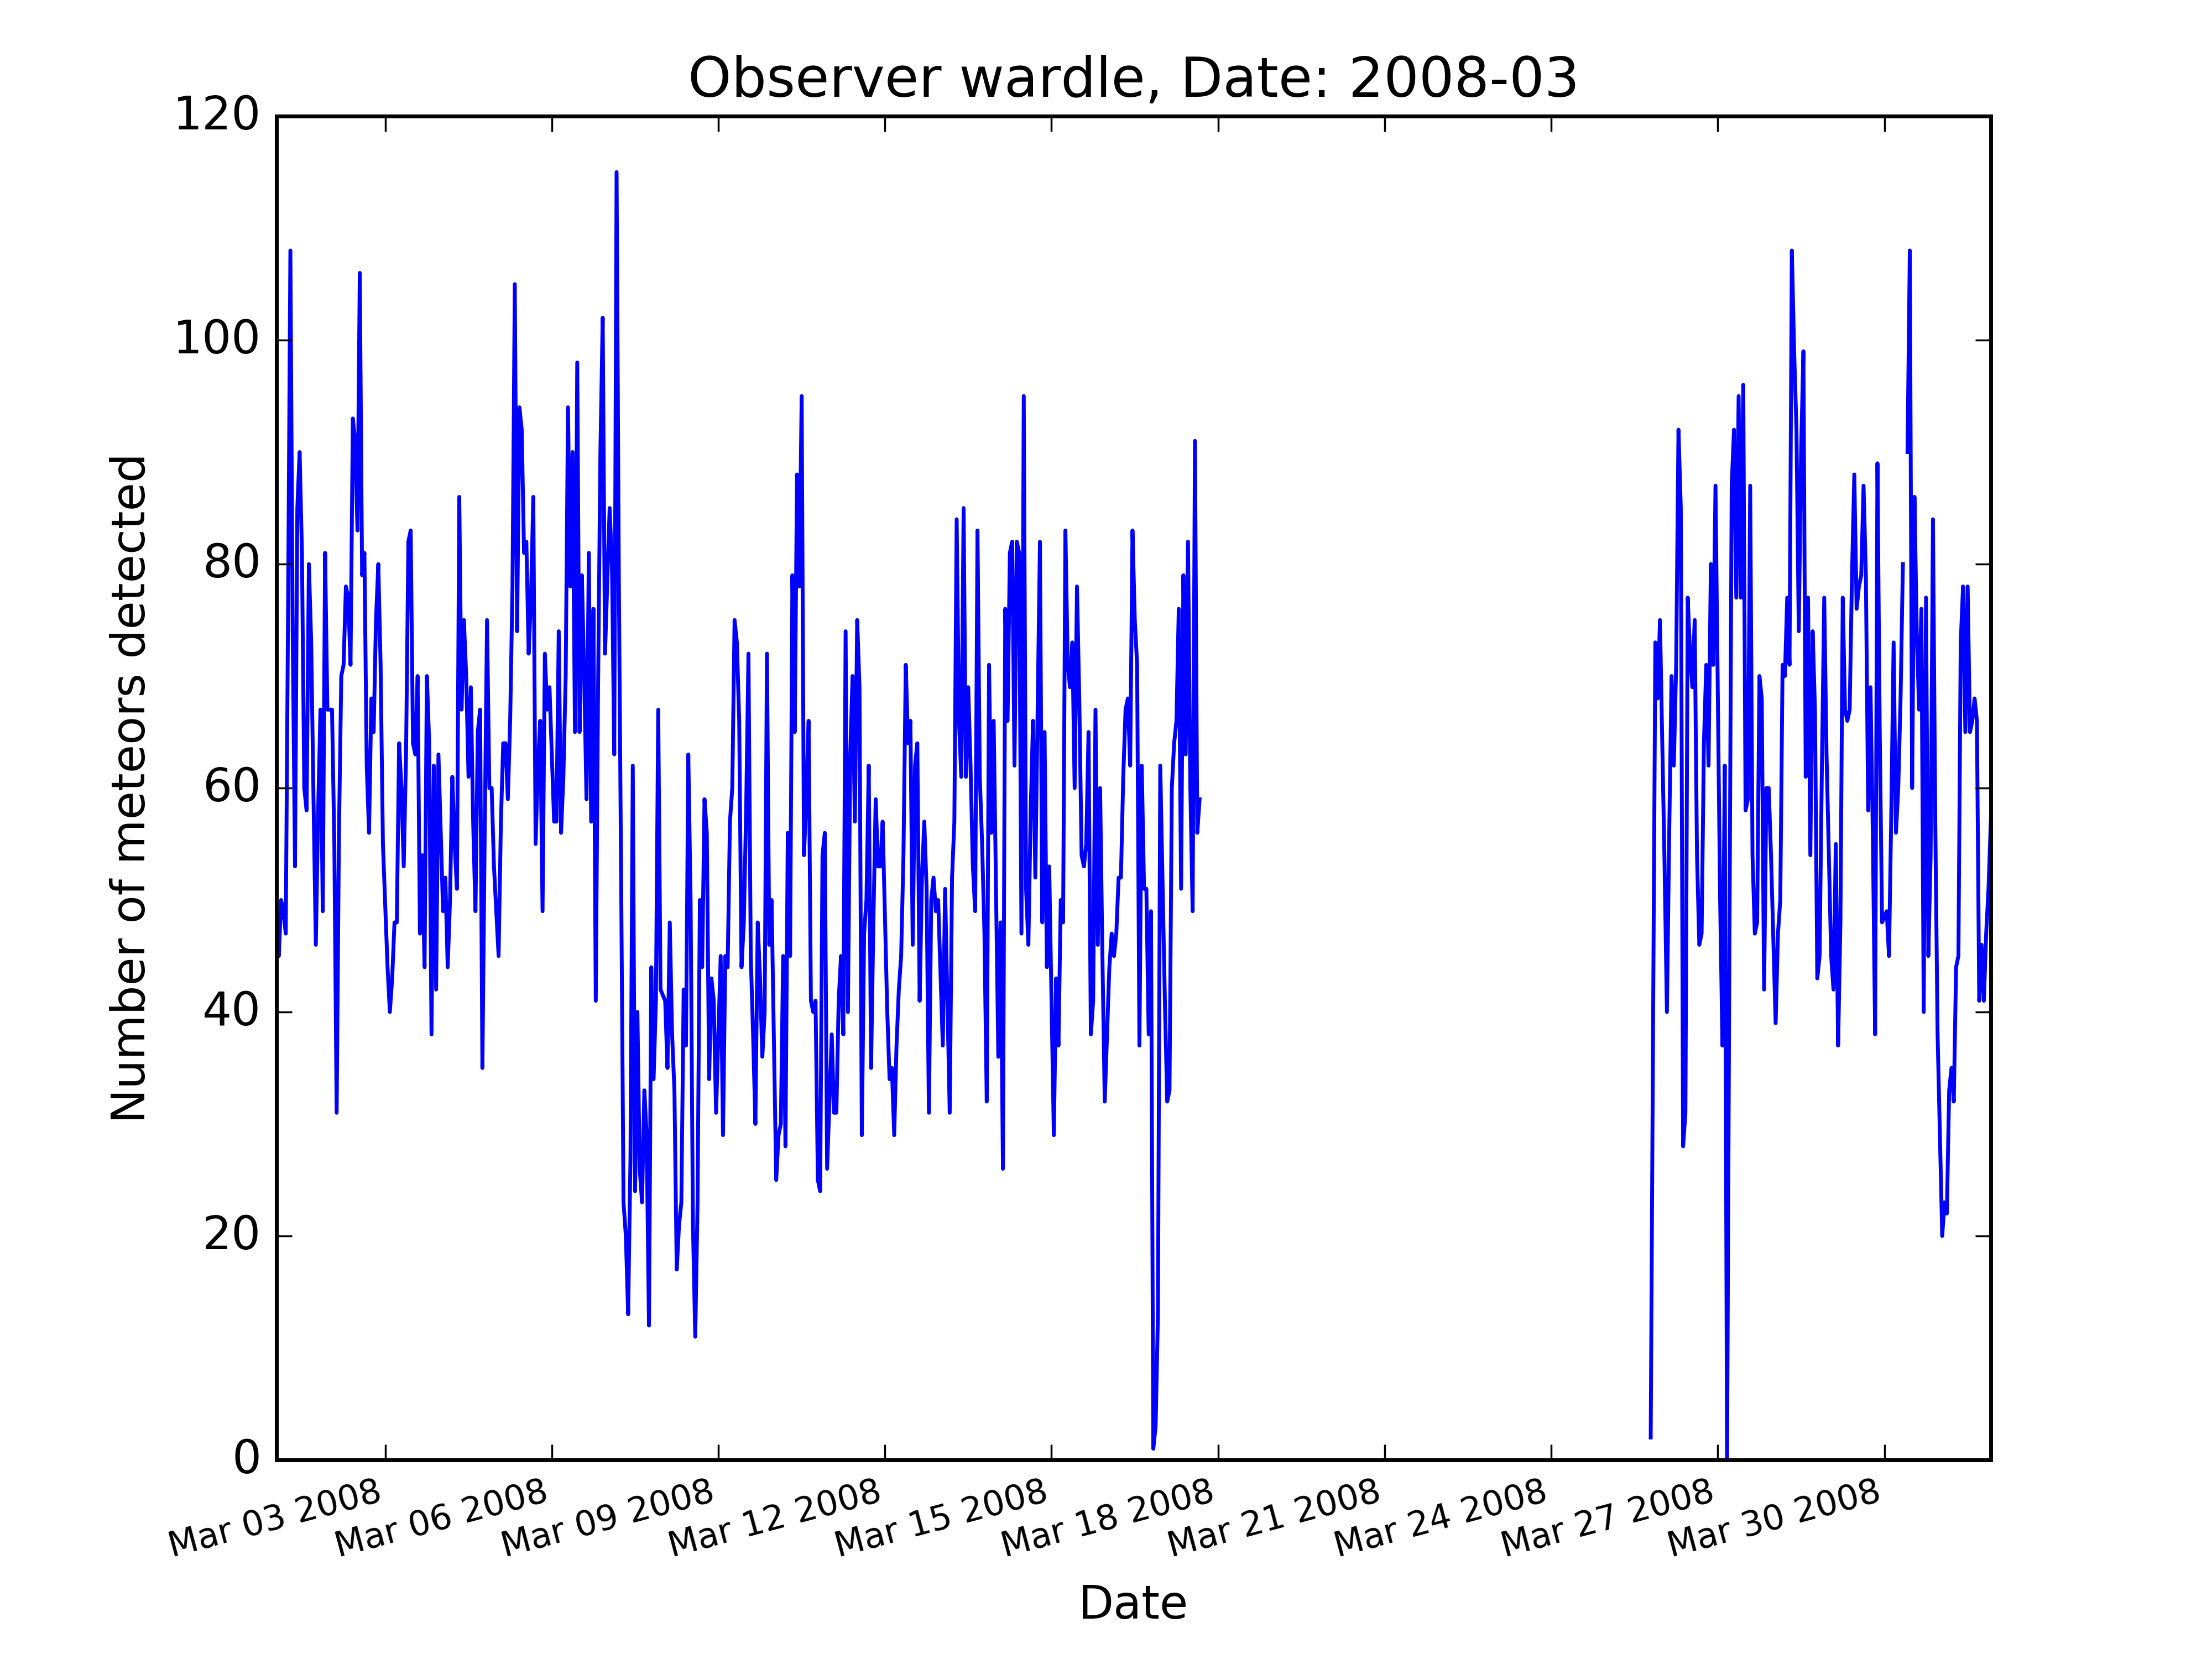 Observer wardle, Date: 2008-03
120
100
80
60
40
20
0
Number of meteors detected
Mar 03 2008
Mar 06 2008
Mar 09 2008
Mar 12 2008
Mar 15 2008
Mar 18 2008
Mar 21 2008
Mar 24 2008
Mar 27 2008
Mar 30 2008
Date